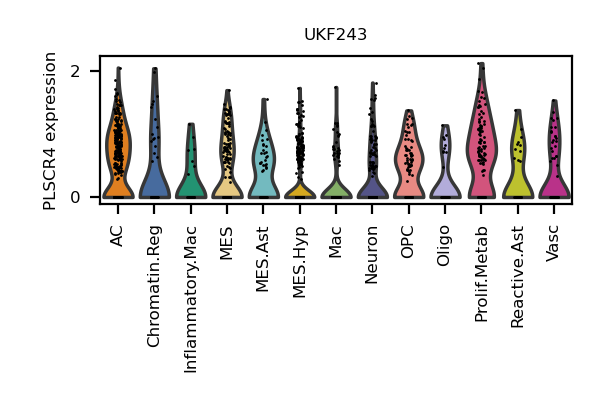 UKF243
PLSCR4 expression
2
0
AC
Chromatin.Reg
Inflammatory.Mac
MES
MES.Ast
MES.Hyp
Mac
Neuron
OPC
Oligo
Prolif.Metab
Reactive.Ast
Vasc